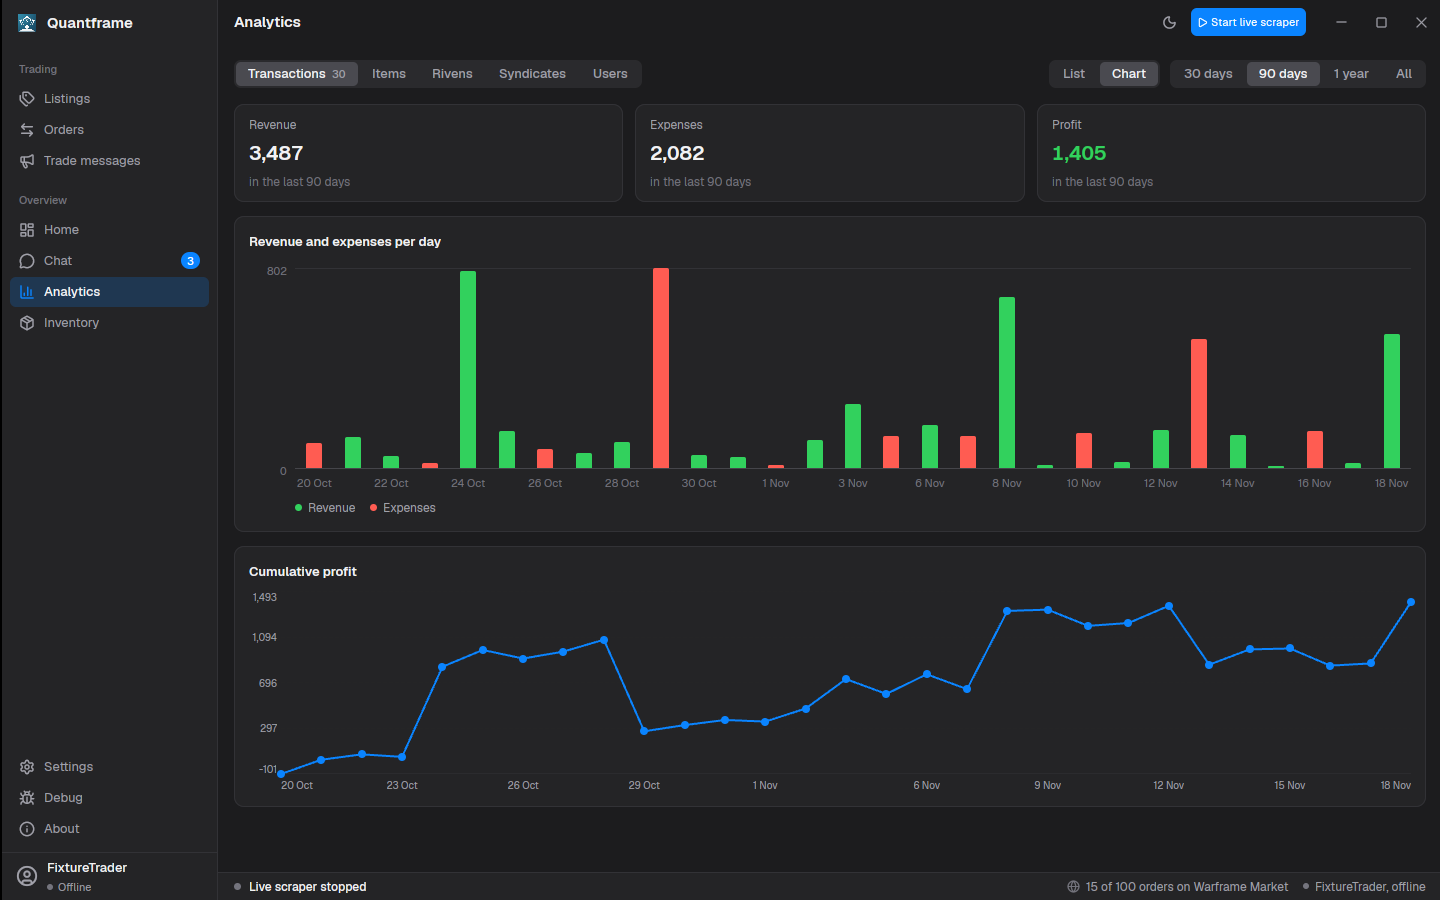 Quantframe
Analytics
Start live scraper
Trading
Listings
Orders
Trade messages
Overview
Home
Chat 3
Analytics
Inventory
Settings
Debug
About
FixtureTrader
Offline
Transactions 30 Items Rivens Syndicates Users
List Chart
30 days 90 days 1 year All
Revenue
3,487
in the last 90 days
Expenses
2,082
in the last 90 days
Profit
1,405
in the last 90 days
Revenue and expenses per day
802
0
20 Oct 22 Oct 24 Oct 26 Oct 28 Oct 30 Oct 1 Nov 3 Nov 6 Nov 8 Nov 10 Nov 12 Nov 14 Nov 16 Nov 18 Nov
Revenue Expenses
Cumulative profit
1,493
1,094
696
297
-101
20 Oct 23 Oct 26 Oct 29 Oct 1 Nov 6 Nov 9 Nov 12 Nov 15 Nov 18 Nov
Live scraper stopped
15 of 100 orders on Warframe Market
FixtureTrader, offline